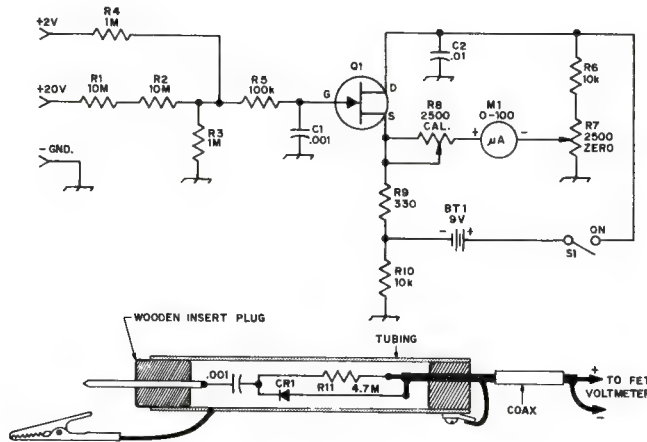 R4
1M
+2V
+20V
R1
10M
R2
10M
R3
1M
R5
100k
- GND.
C1
.001
Q1
G
D
S
C2
.01
R8
2500
CAL.
M1
0-100
+
μA
-
R6
10k
R7
2500
ZERO
R9
330
BT1
9V
- +
ON
S1
R10
10k
WOODEN INSERT PLUG
TUBING
.001
CR1
R11
4.7M
COAX
+
TO FET
VOLTMETER
-